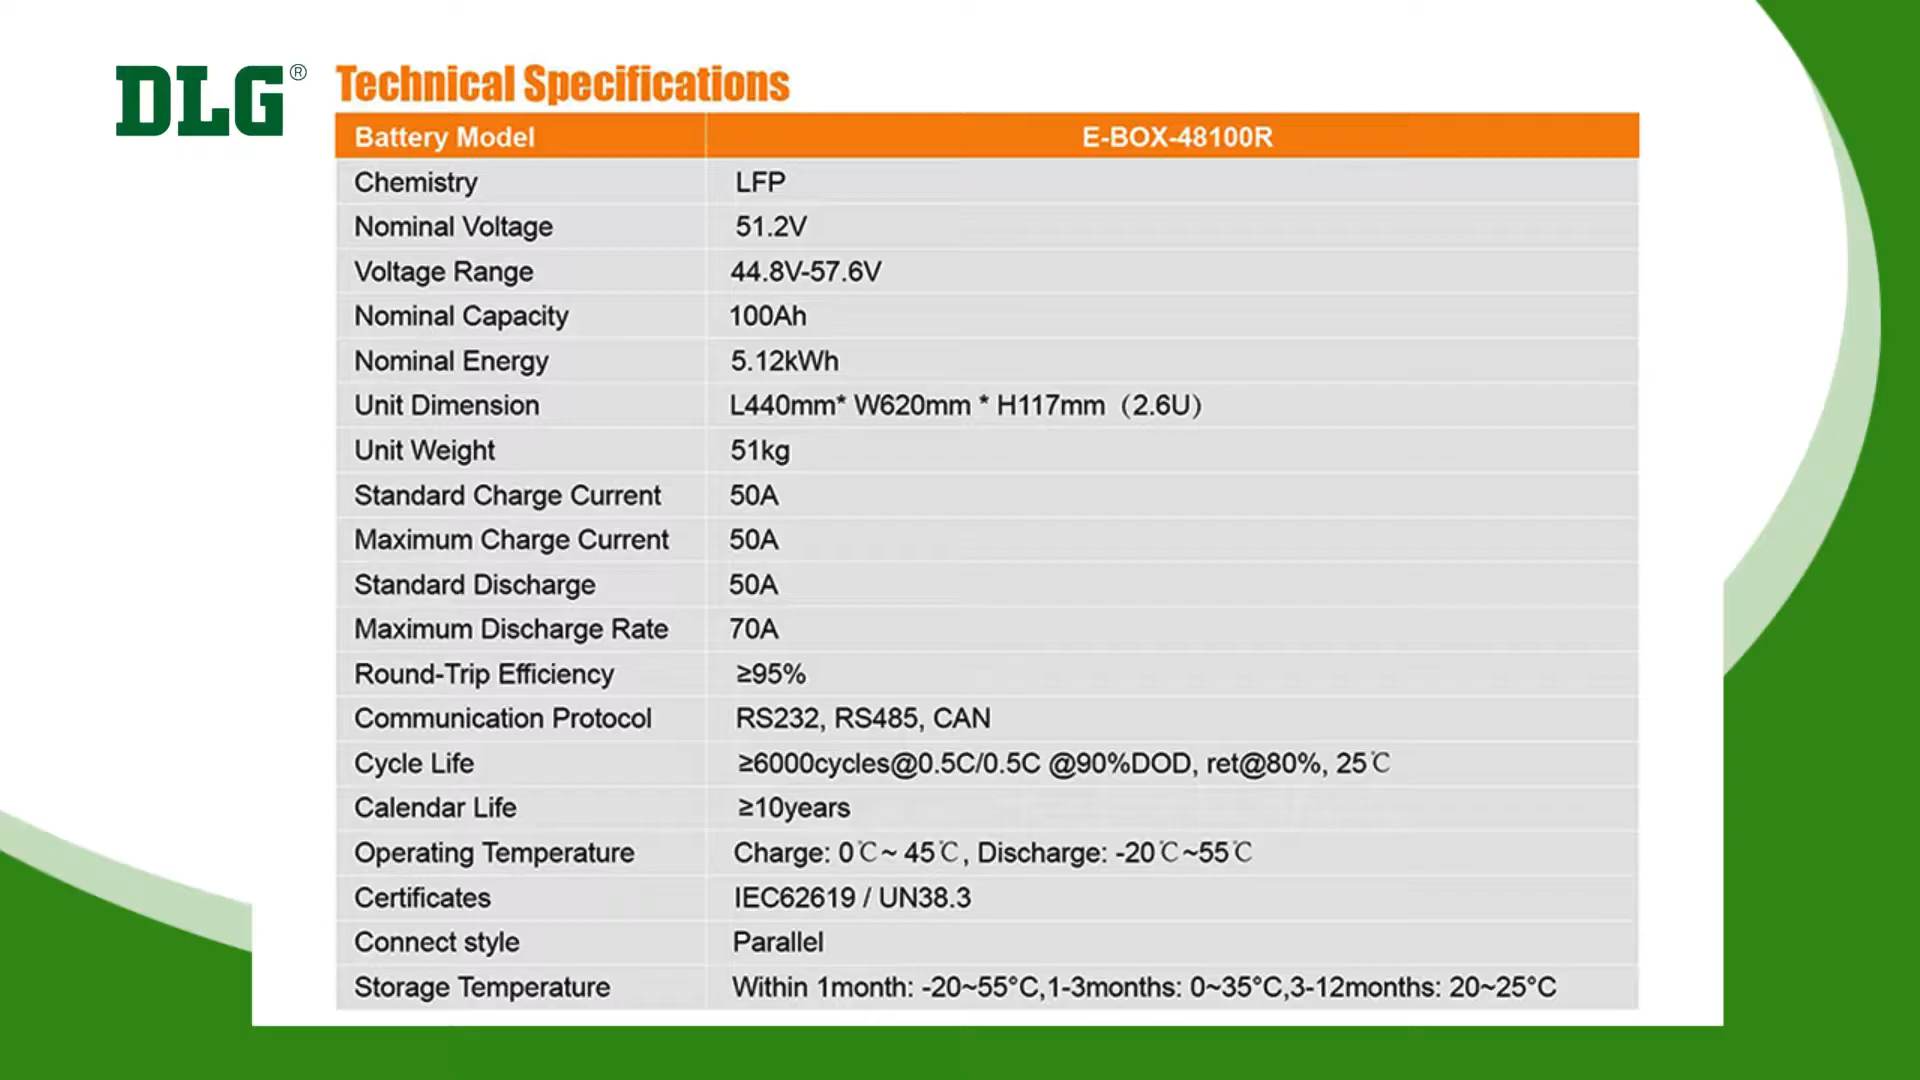 DLG®
Technical Specifications
Battery Model E-BOX-48100R
Chemistry LFP
Nominal Voltage 51.2V
Voltage Range 44.8V-57.6V
Nominal Capacity 100Ah
Nominal Energy 5.12kWh
Unit Dimension L440mm* W620mm * H117mm（2.6U）
Unit Weight 51kg
Standard Charge Current 50A
Maximum Charge Current 50A
Standard Discharge 50A
Maximum Discharge Rate 70A
Round-Trip Efficiency ≥95%
Communication Protocol RS232, RS485, CAN
Cycle Life ≥6000cycles@0.5C/0.5C @90%DOD, ret@80%, 25℃
Calendar Life ≥10years
Operating Temperature Charge: 0℃~ 45℃, Discharge: -20℃~55℃
Certificates IEC62619 / UN38.3
Connect style Parallel
Storage Temperature Within 1month: -20~55°C,1-3months: 0~35°C,3-12months: 20~25°C